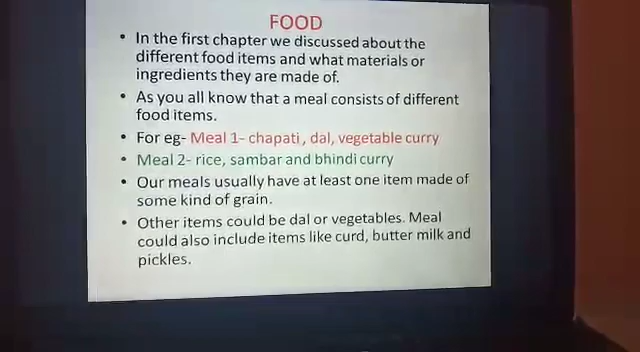 FOOD
• In the first chapter we discussed about the
different food items and what materials or
ingredients they are made of.
• As you all know that a meal consists of different
food items.
• For eg- Meal 1- chapati, dal, vegetable curry
• Meal 2- rice, sambar and bhindi curry
• Our meals usually have at least one item made of
some kind of grain.
• Other items could be dal or vegetables. Meal
could also include items like curd, butter milk and
pickles.